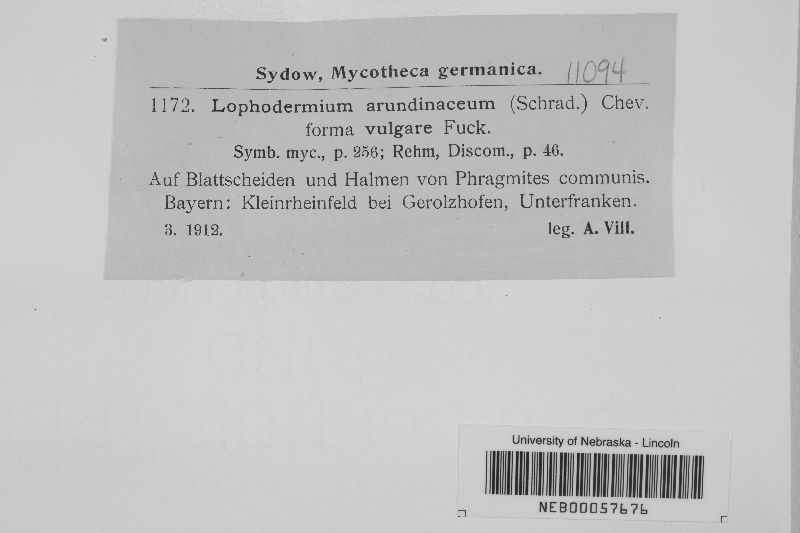 Sydow, Mycotheca germanica. 11094
1172. Lophodermium arundinaceum (Schrad.) Chev.
forma vulgare Fuck.
Symb. myc., p. 256; Rehm, Discom., p. 46.
Auf Blattscheiden und Halmen von Phragmites communis.
Bayern: Kleinrheinfeld bei Gerolzhofen, Unterfranken.
3. 1912. leg. A. Vill.
University of Nebraska - Lincoln
NEB00057676